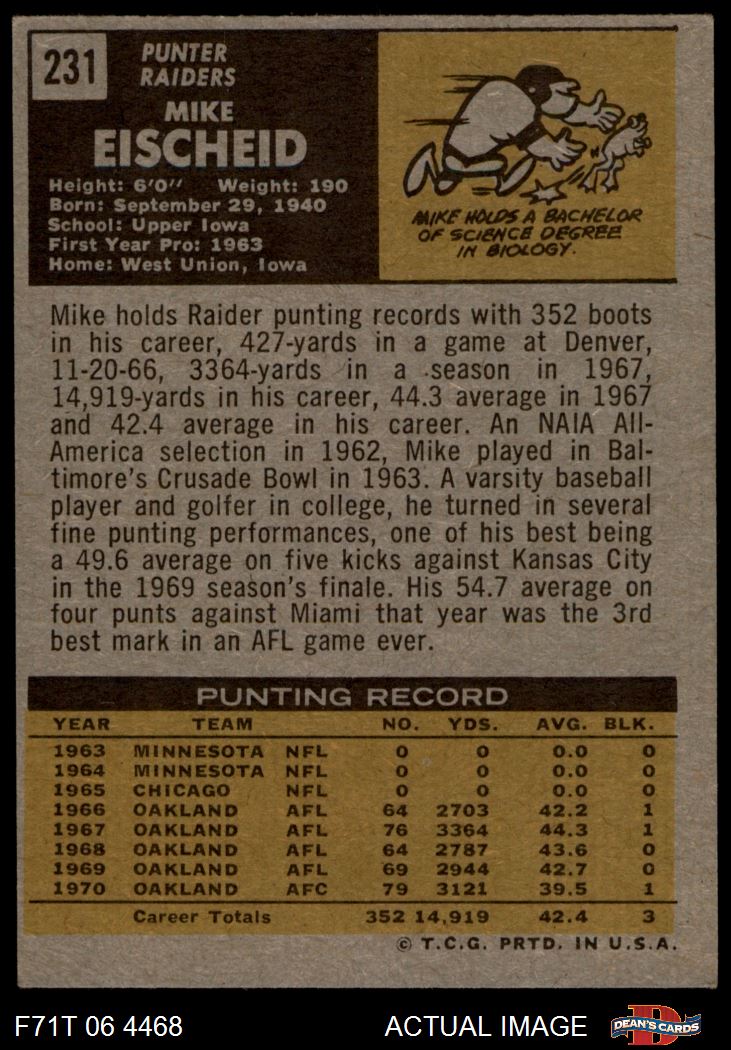 231
PUNTER
RAIDERS
MIKE
EISCHEID
Height: 6'0" Weight: 190
Born: September 29, 1940
School: Upper Iowa
First Year Pro: 1963
Home: West Union, Iowa
MIKE HOLDS A BACHELOR
OF SCIENCE DEGREE
IN BIOLOGY.
Mike holds Raider punting records with 352 boots
in his career, 427-yards in a game at Denver,
11-20-66, 3364-yards in a season in 1967,
14,919-yards in his career, 44.3 average in 1967
and 42.4 average in his career. An NAIA All-
America selection in 1962, Mike played in Bal-
timore's Crusade Bowl in 1963. A varsity baseball
player and golfer in college, he turned in several
fine punting performances, one of his best being
a 49.6 average on five kicks against Kansas City
in the 1969 season's finale. His 54.7 average on
four punts against Miami that year was the 3rd
best mark in an AFL game ever.
PUNTING RECORD
YEAR TEAM NO. YDS. AVG. BLK.
1963 MINNESOTA NFL 0 0 0.0 0
1964 MINNESOTA NFL 0 0 0.0 0
1965 CHICAGO NFL 0 0 0.0 0
1966 OAKLAND AFL 64 2703 42.2 1
1967 OAKLAND AFL 76 3364 44.3 1
1968 OAKLAND AFL 64 2787 43.6 0
1969 OAKLAND AFL 69 2944 42.7 0
1970 OAKLAND AFC 79 3121 39.5 1
Career Totals 352 14,919 42.4 3
© T.C.G. PRTD. IN U.S.A.
F71T 06 4468 ACTUAL IMAGE D DEAN'S CARDS